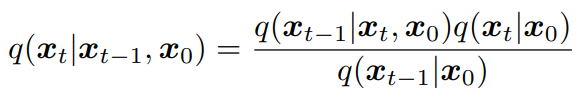 q(x_t|x_{t−1}, x_0) = \frac{q(x_{t−1}|x_t, x_0)q(x_t|x_0)}{q(x_{t−1}|x_0)}